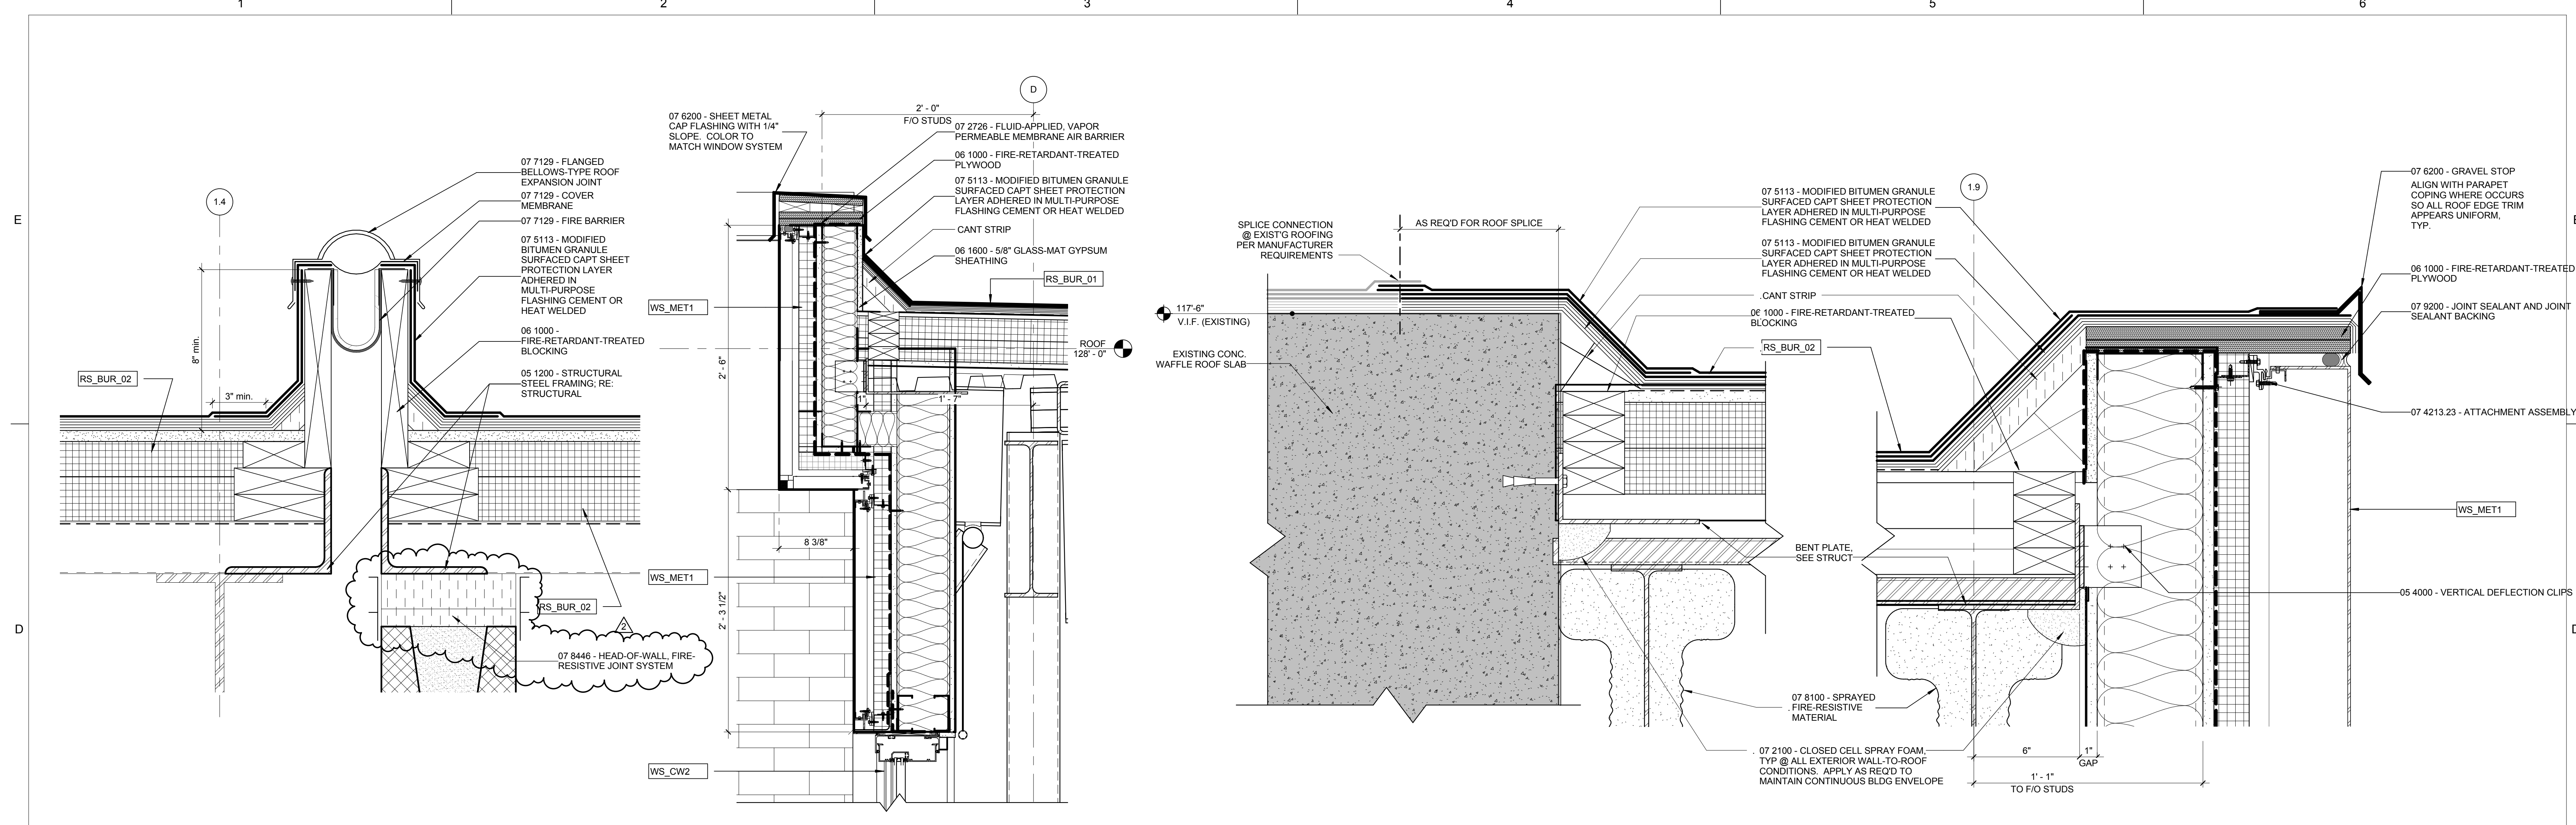 1
2
3
4
5
6
E
D
1.4
07 7129 - FLANGED
BELLOWS-TYPE ROOF
EXPANSION JOINT
07 7129 - COVER
MEMBRANE
07 7129 - FIRE BARRIER
07 5113 - MODIFIED
BITUMEN GRANULE
SURFACED CAPT SHEET
PROTECTION LAYER
ADHERED IN
MULTI-PURPOSE
FLASHING CEMENT OR
HEAT WELDED
06 1000 -
FIRE-RETARDANT-TREATED
BLOCKING
05 1200 - STRUCTURAL
STEEL FRAMING; RE:
STRUCTURAL
8" min.
3" min.
RS_BUR_02
RS_BUR_02
2
07 8446 - HEAD-OF-WALL, FIRE-
RESISTIVE JOINT SYSTEM
D
07 6200 - SHEET METAL
CAP FLASHING WITH 1/4"
SLOPE. COLOR TO
MATCH WINDOW SYSTEM
2' - 0"
F/O STUDS
07 2726 - FLUID-APPLIED, VAPOR
PERMEABLE MEMBRANE AIR BARRIER
06 1000 - FIRE-RETARDANT-TREATED
PLYWOOD
07 5113 - MODIFIED BITUMEN GRANULE
SURFACED CAPT SHEET PROTECTION
LAYER ADHERED IN MULTI-PURPOSE
FLASHING CEMENT OR HEAT WELDED
CANT STRIP
06 1600 - 5/8" GLASS-MAT GYPSUM
SHEATHING
RS_BUR_01
WS_MET1
2' - 6"
ROOF
128' - 0"
1"
1' - 7"
8 3/8"
WS_MET1
2' - 3 1/2"
WS_CW2
SPLICE CONNECTION
@ EXIST'G ROOFING
PER MANUFACTURER
REQUIREMENTS
AS REQ'D FOR ROOF SPLICE
117'-6"
V.I.F. (EXISTING)
EXISTING CONC.
WAFFLE ROOF SLAB
07 5113 - MODIFIED BITUMEN GRANULE
SURFACED CAPT SHEET PROTECTION
LAYER ADHERED IN MULTI-PURPOSE
FLASHING CEMENT OR HEAT WELDED
07 5113 - MODIFIED BITUMEN GRANULE
SURFACED CAPT SHEET PROTECTION
LAYER ADHERED IN MULTI-PURPOSE
FLASHING CEMENT OR HEAT WELDED
.CANT STRIP
06 1000 - FIRE-RETARDANT-TREATED
BLOCKING
RS_BUR_02
BENT PLATE,
SEE STRUCT
07 8100 - SPRAYED
. FIRE-RESISTIVE
MATERIAL
. 07 2100 - CLOSED CELL SPRAY FOAM,
TYP @ ALL EXTERIOR WALL-TO-ROOF
CONDITIONS. APPLY AS REQ'D TO
MAINTAIN CONTINUOUS BLDG ENVELOPE
1.9
07 6200 - GRAVEL STOP
ALIGN WITH PARAPET
COPING WHERE OCCURS
SO ALL ROOF EDGE TRIM
APPEARS UNIFORM,
TYP.
06 1000 - FIRE-RETARDANT-TREATED
PLYWOOD
07 9200 - JOINT SEALANT AND JOINT
SEALANT BACKING
07 4213.23 - ATTACHMENT ASSEMBLY
WS_MET1
05 4000 - VERTICAL DEFLECTION CLIPS
6"
1"
GAP
1' - 1"
TO F/O STUDS